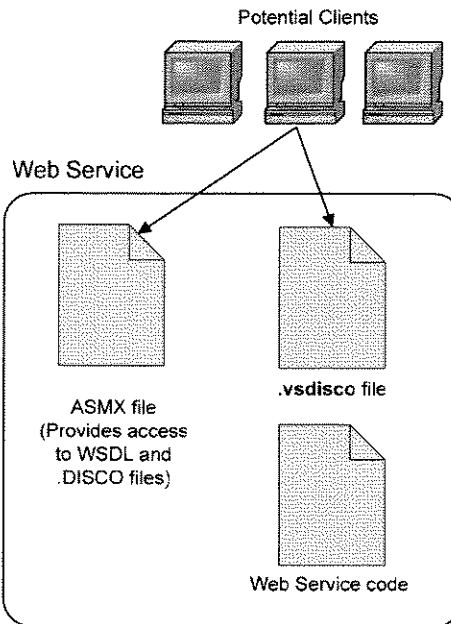 Potential Clients
Web Service
ASMX file
(Provides access
to WSDL and
.DISCO files)
.vsdisco file
Web Service code